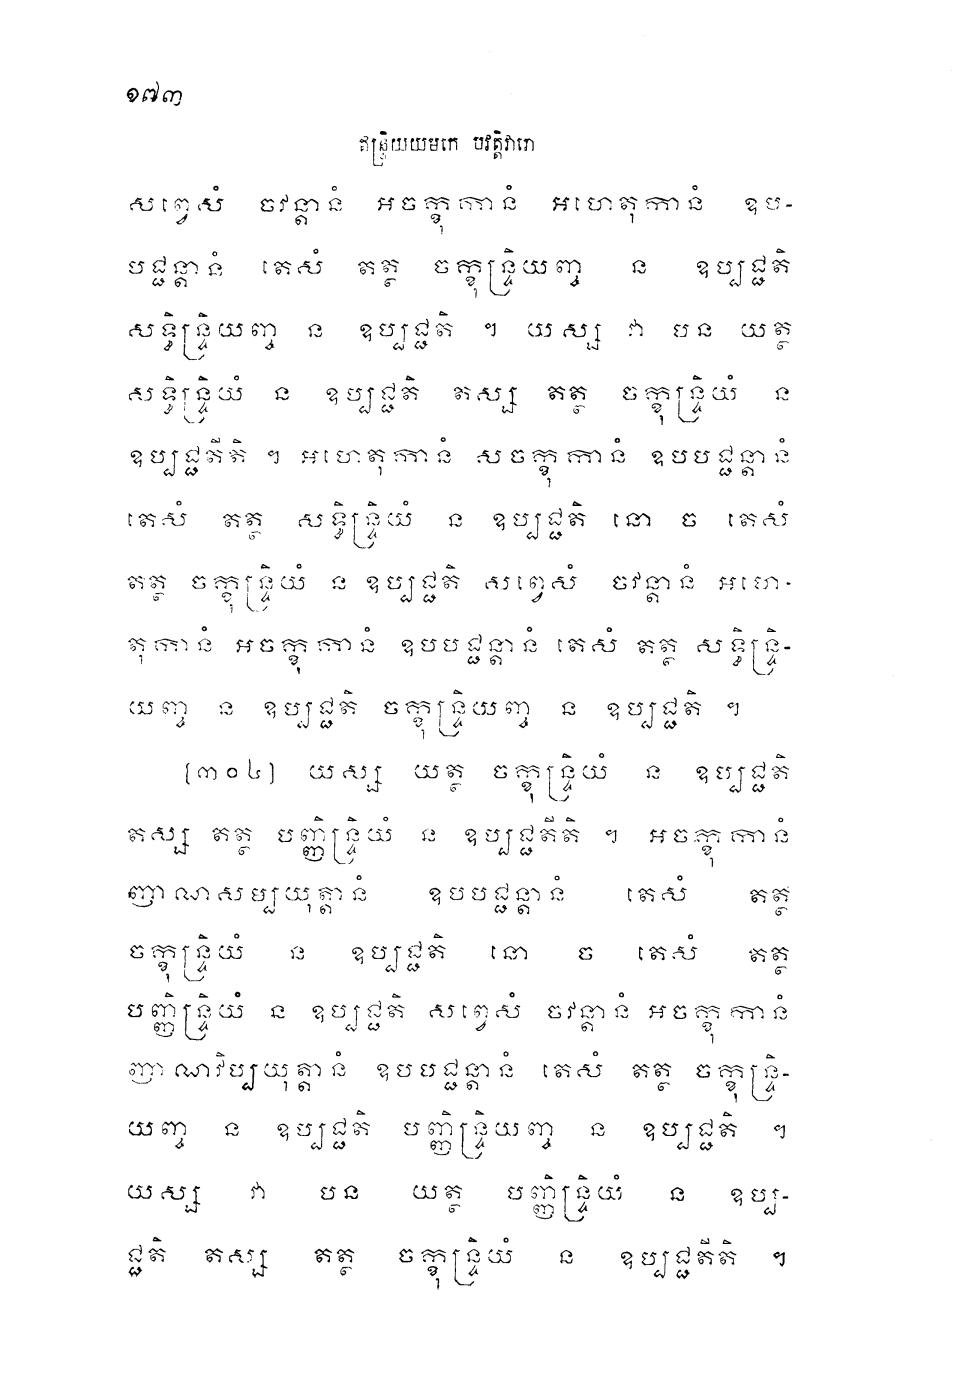 ១៧៣
ឥន្ទ្រិយយមកេ បវត្តិវារោ
សព្វេសំ ចវន្តានំ អចក្ខុកានំ អហេតុកានំ ឧប-
បជ្ជន្តានំ តេសំ តត្ថ ចក្ខុន្ទ្រិយញ្ច ន ឧប្បជ្ជតិ
សទ្ធិន្ទ្រិយញ្ច ន ឧប្បជ្ជតិ ។ យស្ស វា បន យត្ថ
សទ្ធិន្ទ្រិយំ ន ឧប្បជ្ជតិ តស្ស តត្ថ ចក្ខុន្ទ្រិយំ ន
ឧប្បជ្ជតីតិ ។ អហេតុកានំ សចក្ខុកានំ ឧបបជ្ជន្តានំ
តេសំ តត្ថ សទ្ធិន្ទ្រិយំ ន ឧប្បជ្ជតិ នោ ច តេសំ
តត្ថ ចក្ខុន្ទ្រិយំ ន ឧប្បជ្ជតិ សព្វេសំ ចវន្តានំ អហេ-
តុកានំ អចក្ខុកានំ ឧបបជ្ជន្តានំ តេសំ តត្ថ សទ្ធិន្ទ្រិ-
យញ្ច ន ឧប្បជ្ជតិ ចក្ខុន្ទ្រិយញ្ច ន ឧប្បជ្ជតិ ។
[៣០៤] យស្ស យត្ថ ចក្ខុន្ទ្រិយំ ន ឧប្បជ្ជតិ
តស្ស តត្ថ បញ្ញិន្ទ្រិយំ ន ឧប្បជ្ជតីតិ ។ អចក្ខុកានំ
ញាណសម្បយុត្តានំ ឧបបជ្ជន្តានំ តេសំ តត្ថ
ចក្ខុន្ទ្រិយំ ន ឧប្បជ្ជតិ នោ ច តេសំ តត្ថ
បញ្ញិន្ទ្រិយំ ន ឧប្បជ្ជតិ សព្វេសំ ចវន្តានំ អចក្ខុកានំ
ញាណវិប្បយុត្តានំ ឧបបជ្ជន្តានំ តេសំ តត្ថ ចក្ខុន្ទ្រិ-
យញ្ច ន ឧប្បជ្ជតិ បញ្ញិន្ទ្រិយញ្ច ន ឧប្បជ្ជតិ ។
យស្ស វា បន យត្ថ បញ្ញិន្ទ្រិយំ ន ឧប្ប-
ជ្ជតិ តស្ស តត្ថ ចក្ខុន្ទ្រិយំ ន ឧប្បជ្ជតីតិ ។